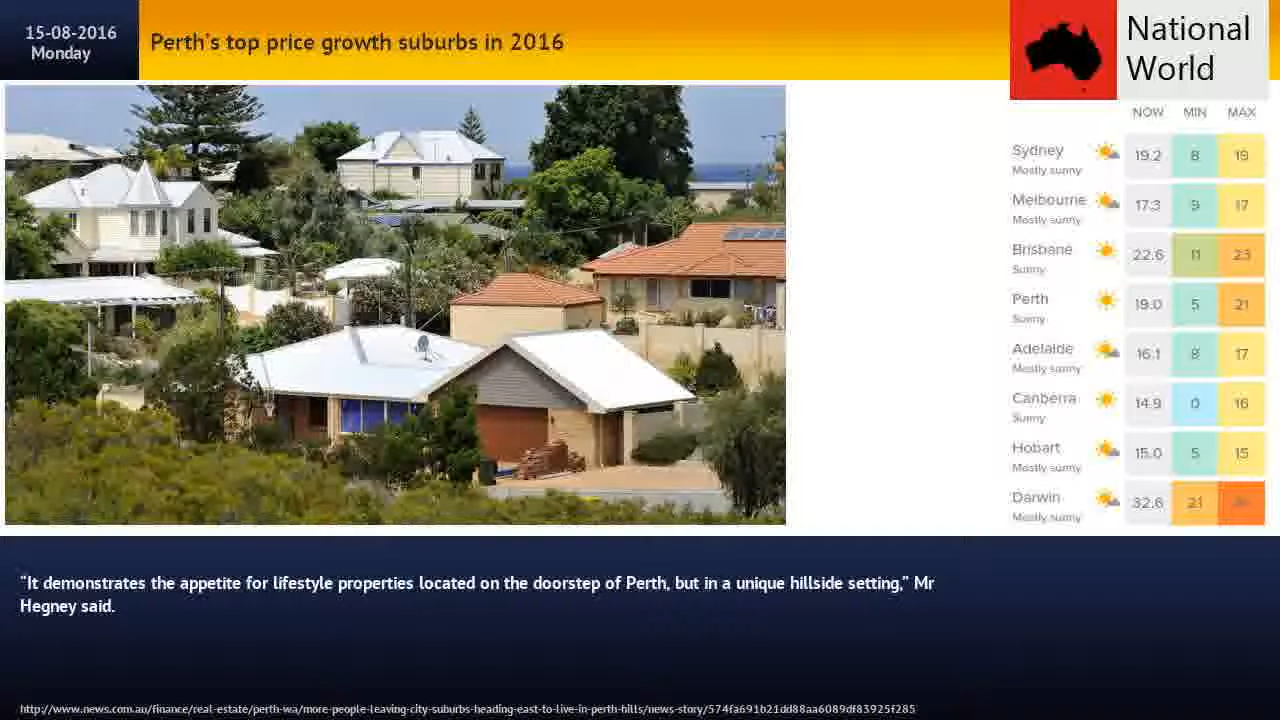 15-08-2016
Monday
Perth's top price growth suburbs in 2016
National
World
NOW MIN MAX
Sydney 19.2 8 19
Mostly sunny
Melbourne 17.3 9 17
Mostly sunny
Brisbane 22.6 11 23
Sunny
Perth 19.0 5 21
Sunny
Adelaide 16.1 8 17
Mostly sunny
Canberra 14.9 0 16
Sunny
Hobart 15.0 5 15
Mostly sunny
Darwin 32.6 21
Mostly sunny
“It demonstrates the appetite for lifestyle properties located on the doorstep of Perth, but in a unique hillside setting,” Mr
Hegney said.
http://www.news.com.au/finance/real-estate/perth-wa/more-people-leaving-city-suburbs-heading-east-to-live-in-perth-hills/news-story/574fa691b21dd88aa6089df83925f285